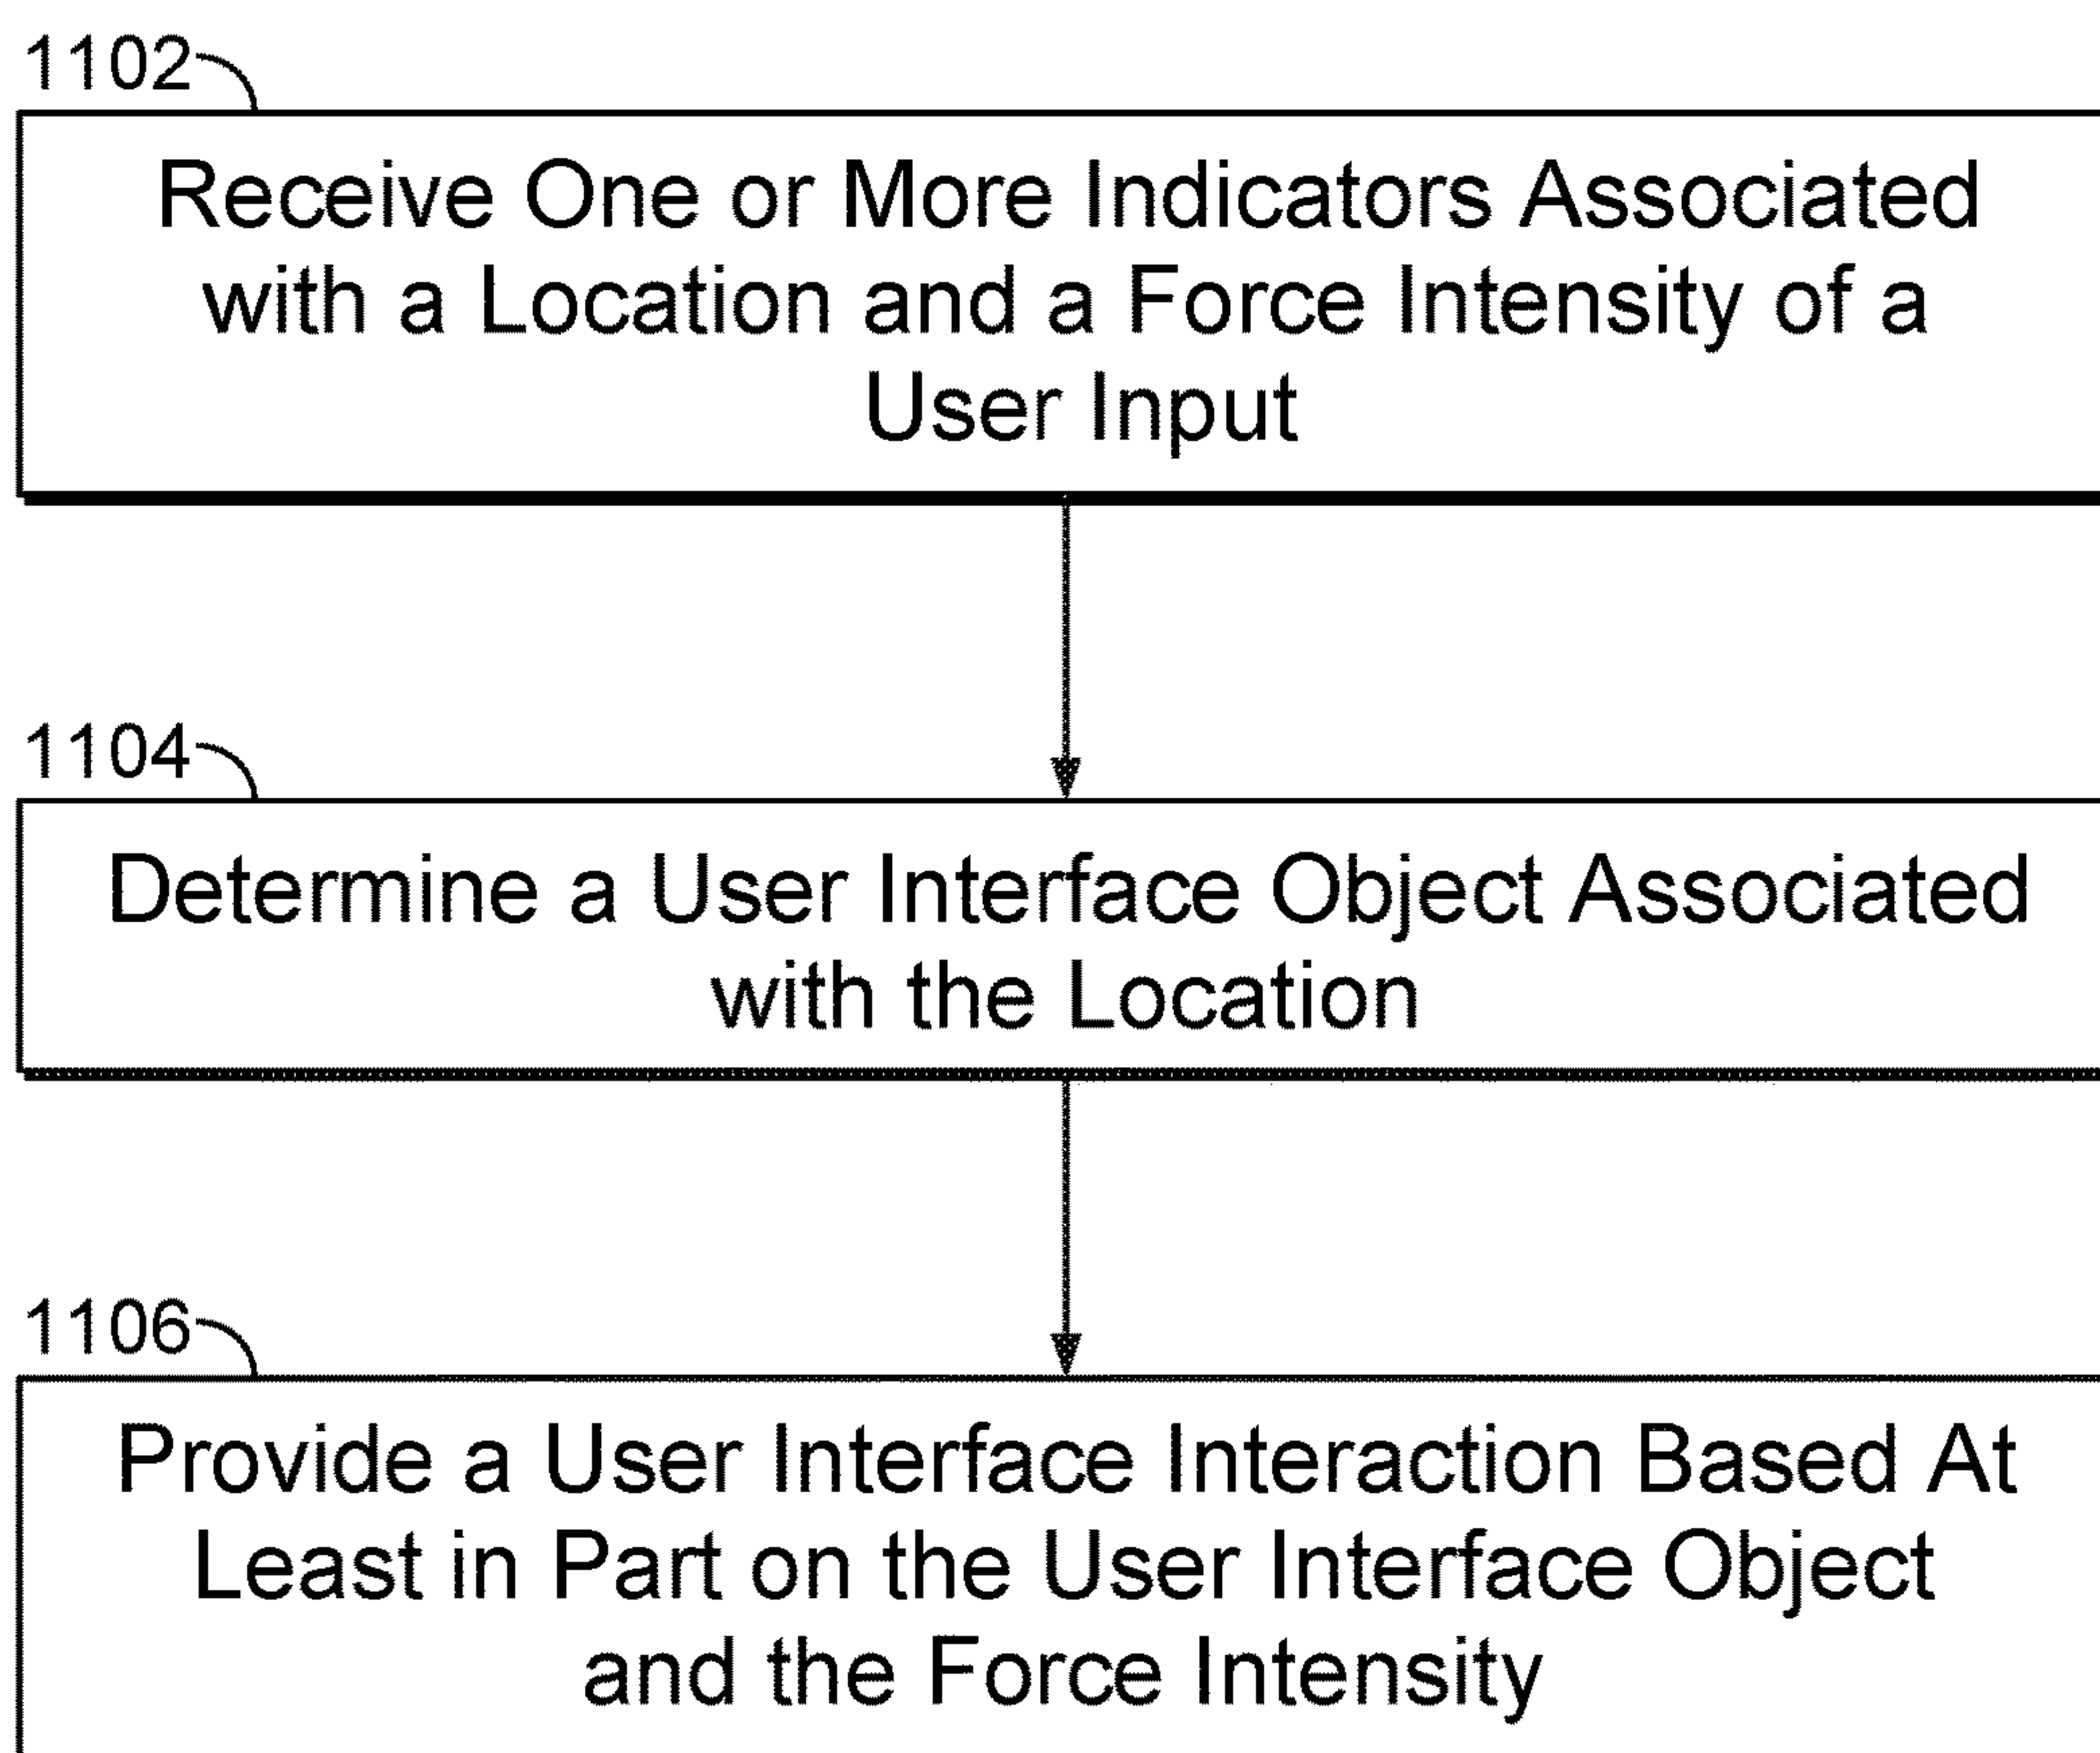 1102
Receive One or More Indicators Associated
with a Location and a Force Intensity of a
User Input
1104
Determine a User Interface Object Associated
with the Location
1106
Provide a User Interface Interaction Based At
Least in Part on the User Interface Object
and the Force Intensity